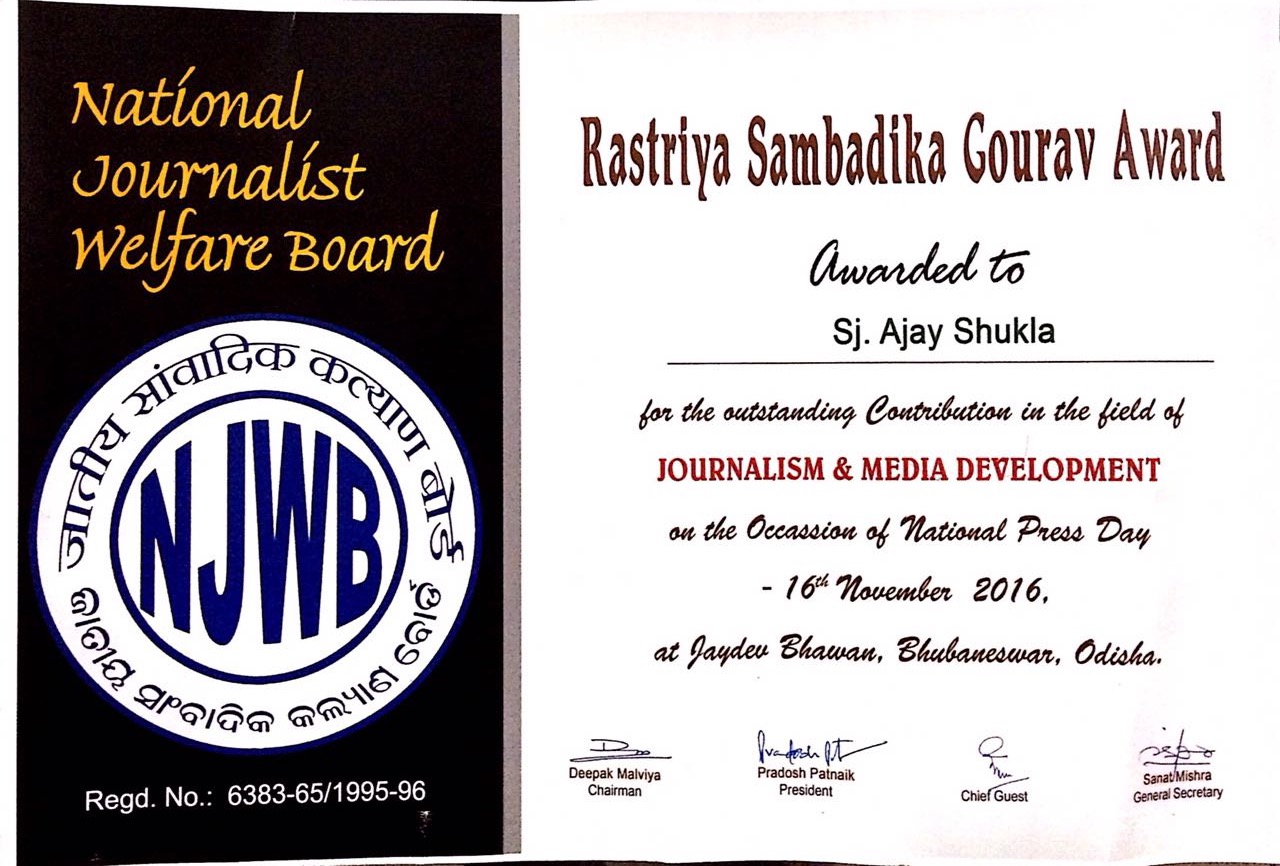 National
Journalist
Welfare Board
जातीय सांवादिक कल्याण बोर्ड
NJWB
ଜାତୀୟ ସାଂବାଦିକ କଲ୍ୟାଣ ବୋର୍ଡ
Regd. No.: 6383-65/1995-96
Rastriya Sambadika Gourav Award
Awarded to
Sj. Ajay Shukla
for the outstanding Contribution in the field of
JOURNALISM & MEDIA DEVELOPMENT
on the Occassion of National Press Day
- 16th November 2016,
at Jaydev Bhawan, Bhubaneswar, Odisha.
Deepak Malviya
Chairman
Pradosh Patnaik
President
Chief Guest
Sanat Mishra
General Secretary